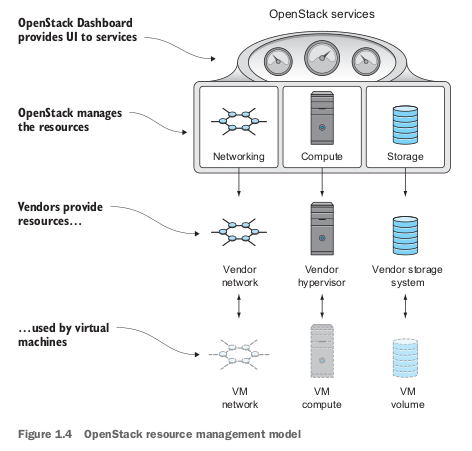 OpenStack services
OpenStack Dashboard
provides UI to services
OpenStack manages
the resources
Networking
Compute
Storage
Vendors provide
resources…
Vendor
network
Vendor
hypervisor
Vendor storage
system
…used by virtual
machines
VM
network
VM
compute
VM
volume
Figure 1.4 OpenStack resource management model